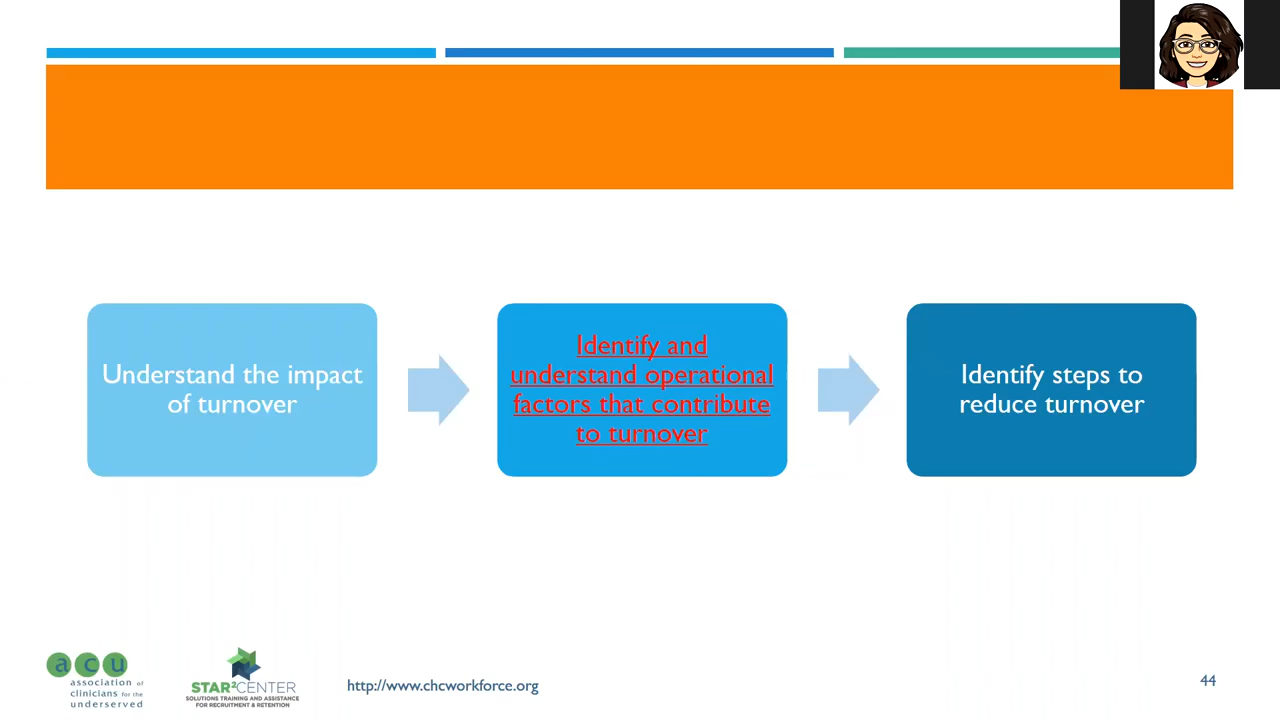 Understand the impact
of turnover
Identify and
understand operational
factors that contribute
to turnover
Identify steps to
reduce turnover
acu
association of
clinicians for the
underserved
STAR²CENTER
SOLUTIONS TRAINING AND ASSISTANCE
FOR RECRUITMENT & RETENTION
http://www.chcworkforce.org
44